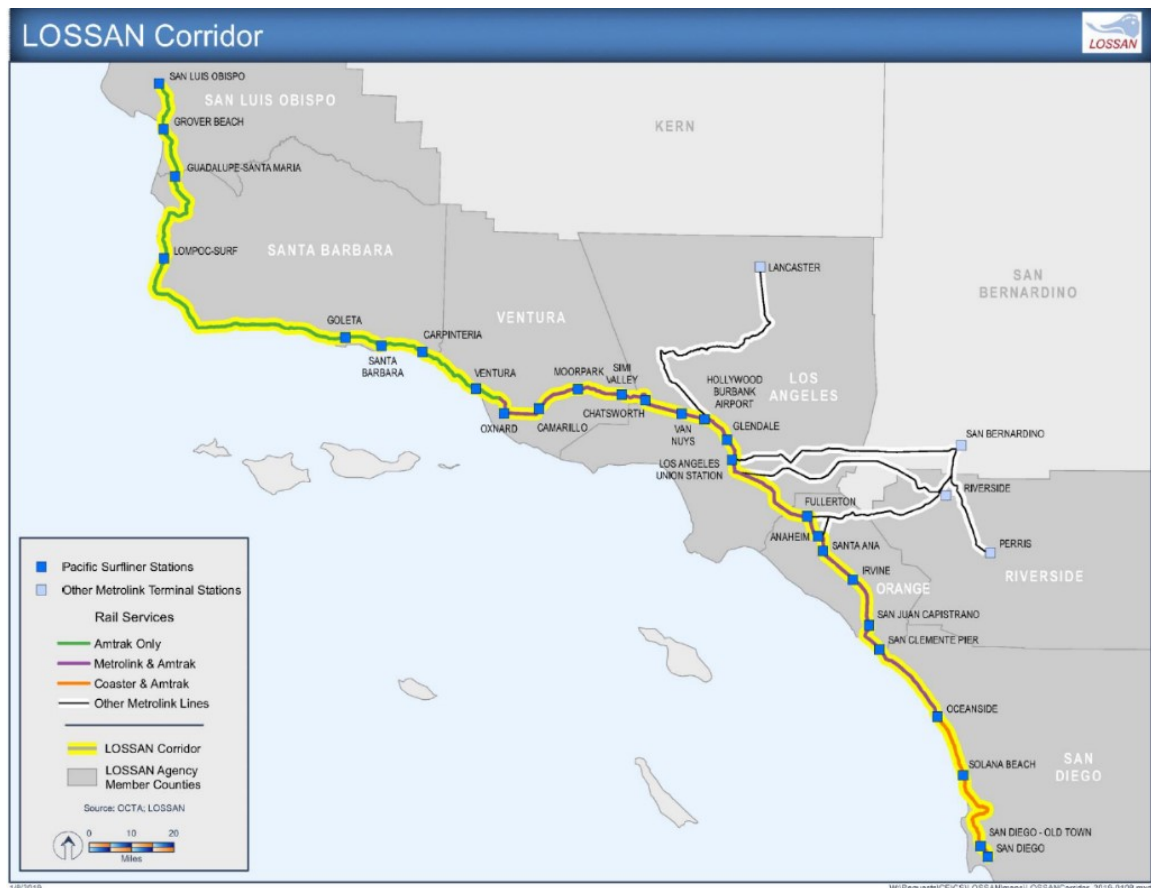 LOSSAN Corridor
LOSSAN
SAN LUIS OBISPO
SAN LUIS OBISPO
GROVER BEACH
KERN
GUADALUPE-SANTA MARIA
SANTA BARBARA
LOMPOC-SURF
LANCASTER
SAN
BERNARDINO
VENTURA
GOLETA
SANTA
BARBARA
CARPINTERIA
VENTURA
OXNARD
CAMARILLO
MOORPARK
SIMI
VALLEY
CHATSWORTH
VAN
NUYS
HOLLYWOOD
BURBANK
AIRPORT
LOS
ANGELES
GLENDALE
LOS ANGELES
UNION STATION
SAN BERNARDINO
RIVERSIDE
FULLERTON
ANAHEIM
SANTA ANA
PERRIS
RIVERSIDE
IRVINE
ORANGE
SAN JUAN CAPISTRANO
SAN CLEMENTE PIER
OCEANSIDE
SOLANA BEACH
SAN
DIEGO
SAN DIEGO - OLD TOWN
SAN DIEGO
Pacific Surfliner Stations
Other Metrolink Terminal Stations
Rail Services
Amtrak Only
Metrolink & Amtrak
Coaster & Amtrak
Other Metrolink Lines
LOSSAN Corridor
LOSSAN Agency
Member Counties
Source: OCTA; LOSSAN
0 10 20
Miles